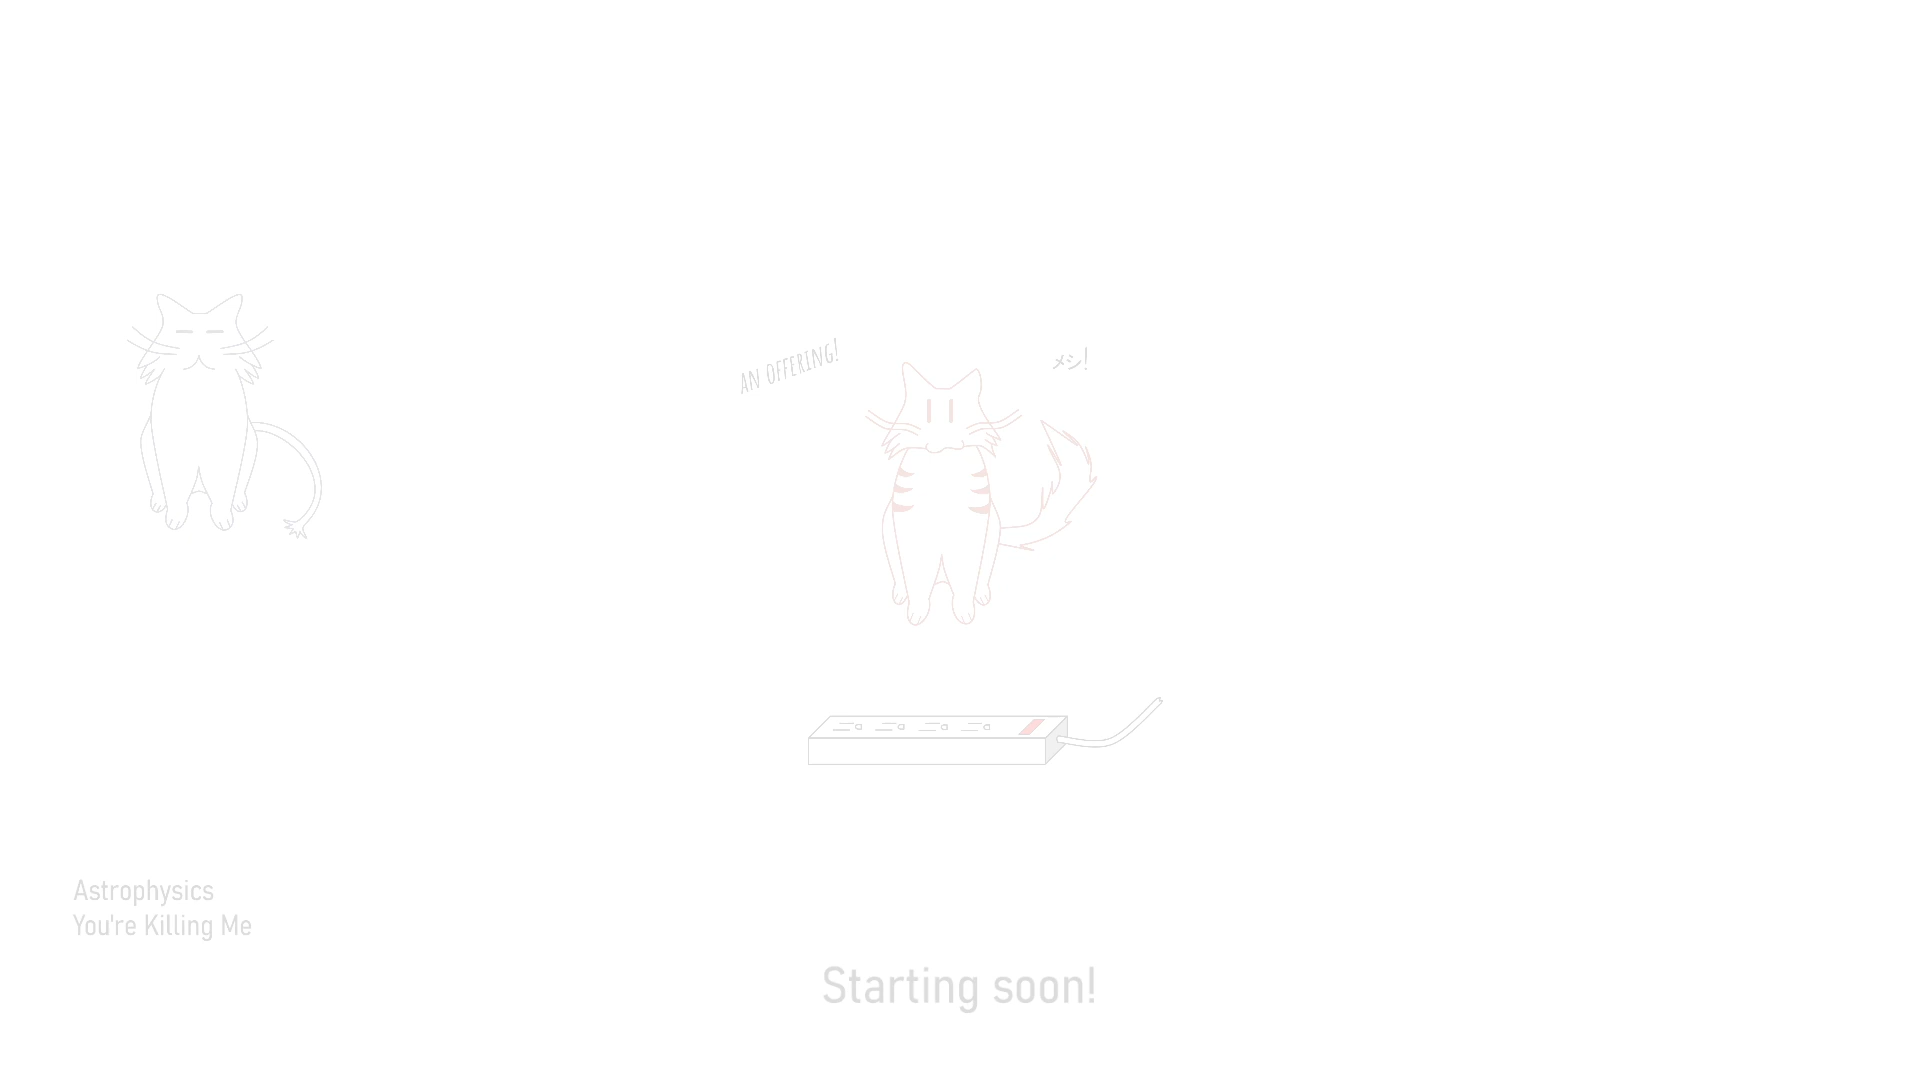 AN OFFERING!
メシ!
Astrophysics
You're Killing Me
Starting soon!